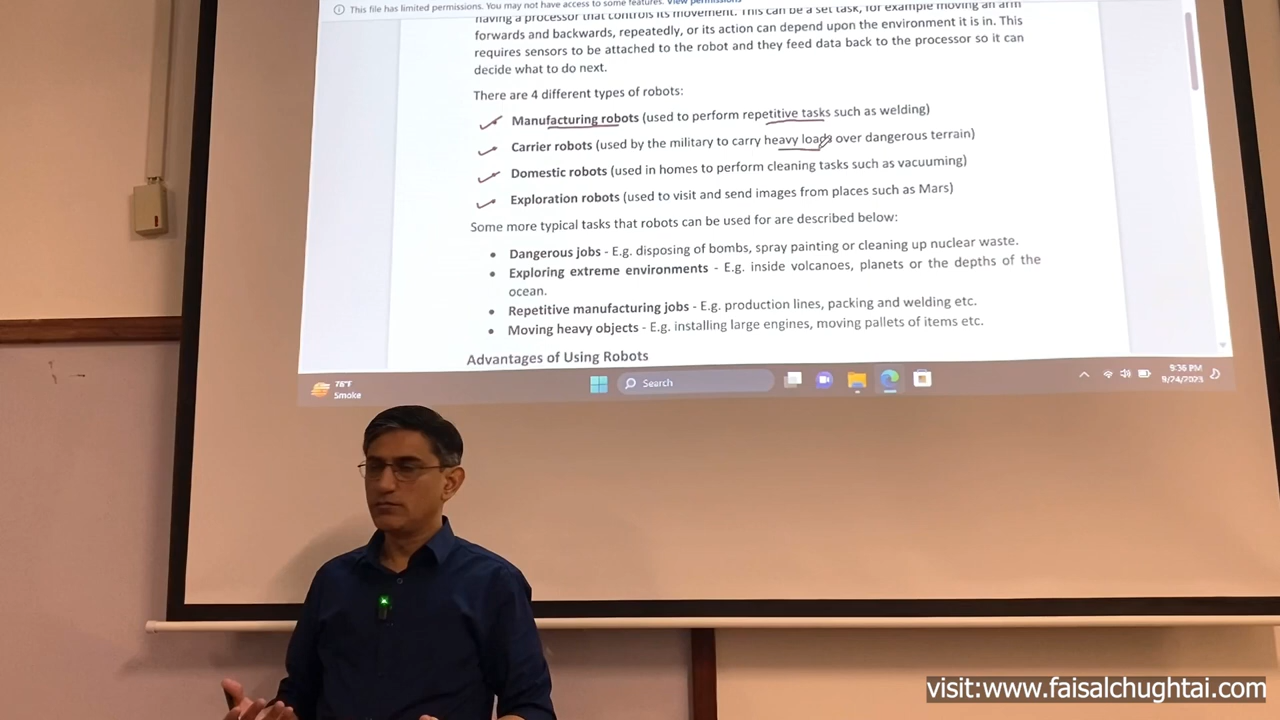 This file has limited permissions. You may not have access to some features. View permissions
having a processor that controls its movement. This can be a set task, for example moving an arm
forwards and backwards, repeatedly, or its action can depend upon the environment it is in. This
requires sensors to be attached to the robot and they feed data back to the processor so it can
decide what to do next.
There are 4 different types of robots:
Manufacturing robots (used to perform repetitive tasks such as welding)
Carrier robots (used by the military to carry heavy loads over dangerous terrain)
Domestic robots (used in homes to perform cleaning tasks such as vacuuming)
Exploration robots (used to visit and send images from places such as Mars)
Some more typical tasks that robots can be used for are described below:
• Dangerous jobs - E.g. disposing of bombs, spray painting or cleaning up nuclear waste.
• Exploring extreme environments - E.g. inside volcanoes, planets or the depths of the
ocean.
• Repetitive manufacturing jobs - E.g. production lines, packing and welding etc.
• Moving heavy objects - E.g. installing large engines, moving pallets of items etc.
Advantages of Using Robots
76°F
Smoke
Search
9:36 PM
9/24/2023
visit:www.faisalchughtai.com